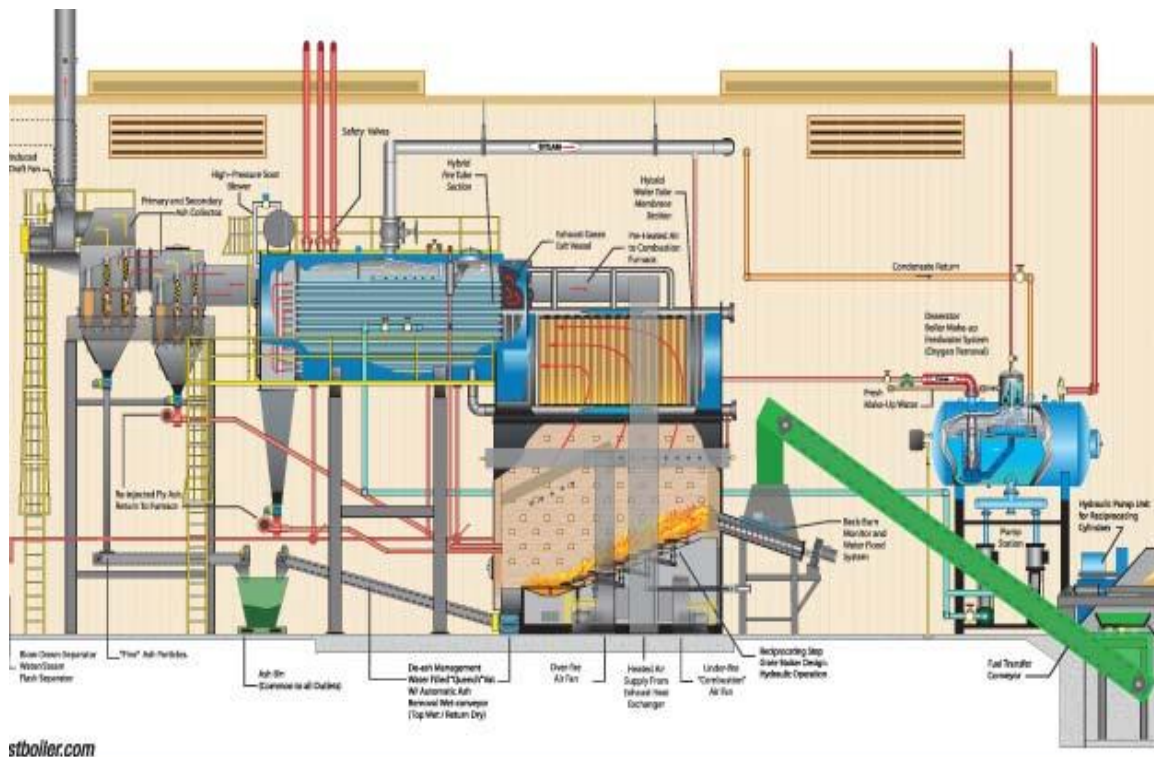 Induced
Draft Fan
High-Pressure Soot
Blower
Primary and Secondary
Ash Collector
Safety Valves
Hybrid
Fire Tube
Section
STEAM
Hybrid
Water Tube
Membrane
Section
Exhaust Gases
Exit Vessel
Pre-Heated Air
to Combustion
Furnace
Condensate Return
Deaerator
Boiler Make-up
Feedwater System
(Oxygen Removal)
Fresh
Make-Up Water
Re-Injected Fly Ash
Return To Furnace
Back-Burn
Monitor and
Water Flood
System
Pump
Station
Hydraulic Pump Unit
for Reciprocating
Cylinders
Blow Down Separator
Water/Steam
Flash Separator
"Fine" Ash Particles
Ash Bin
(Common to all Outlets)
De-ash Management
Water Filled "Quench"
W/ Automatic Ash
Removal Wet-conveyor
(Top Wet / Return Dry)
Over-fire
Air Fan
Heated Air
Supply From
Exhaust Heat
Exchanger
Under-fire
"Combustion"
Air Fan
Reciprocating Step
Grate Stoker Design
Hydraulic Operation
Fuel Transfer
Conveyor
stboiler.com